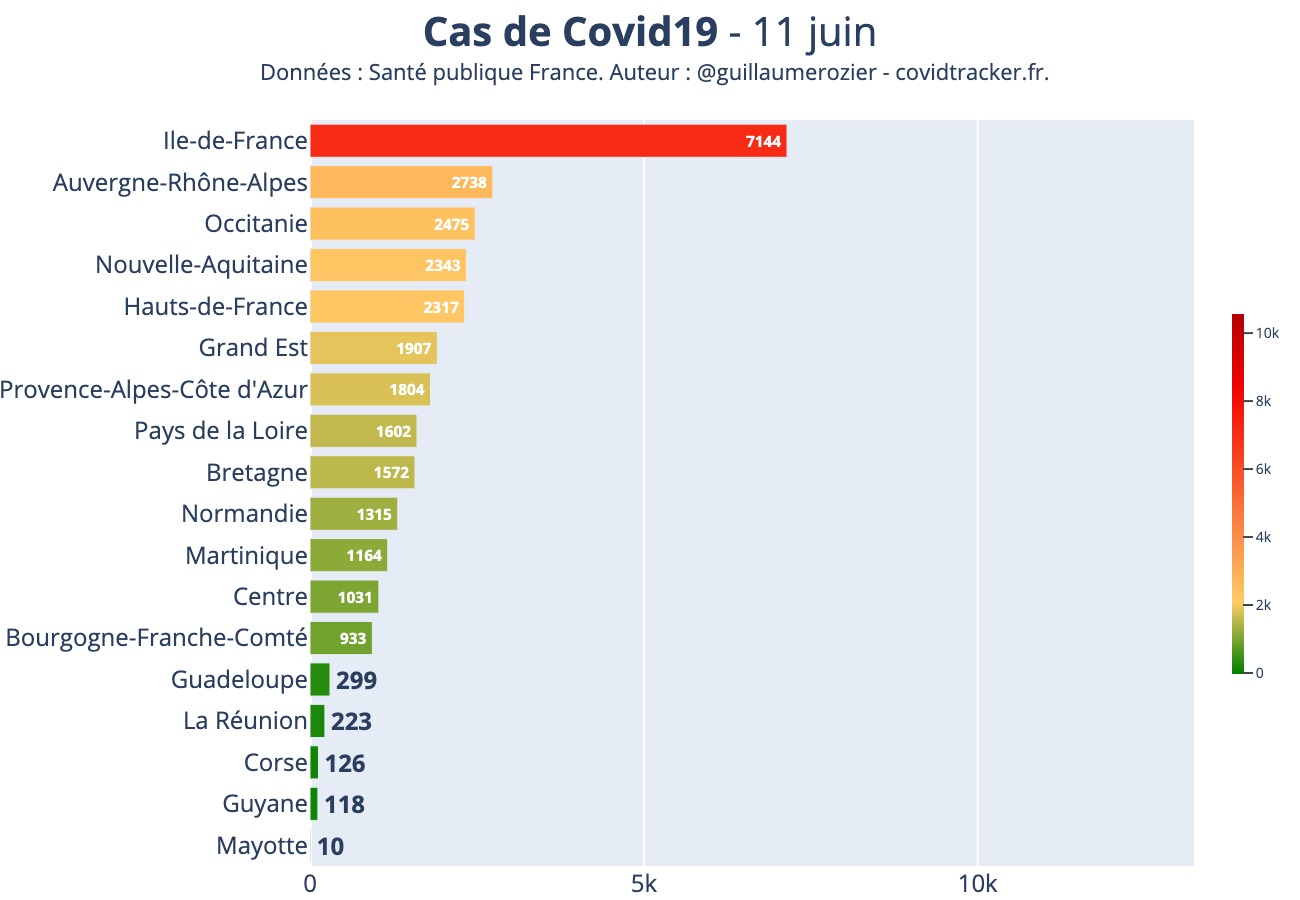 Cas de Covid19 - 11 juin
Données : Santé publique France. Auteur : @guillaumerozier - covidtracker.fr.
Ile-de-France 7144
Auvergne-Rhône-Alpes 2738
Occitanie 2475
Nouvelle-Aquitaine 2343
Hauts-de-France 2317
Grand Est 1907
Provence-Alpes-Côte d'Azur 1804
Pays de la Loire 1602
Bretagne 1572
Normandie 1315
Martinique 1164
Centre 1031
Bourgogne-Franche-Comté 933
Guadeloupe 299
La Réunion 223
Corse 126
Guyane 118
Mayotte 10
0 5k 10k
10k
8k
6k
4k
2k
0